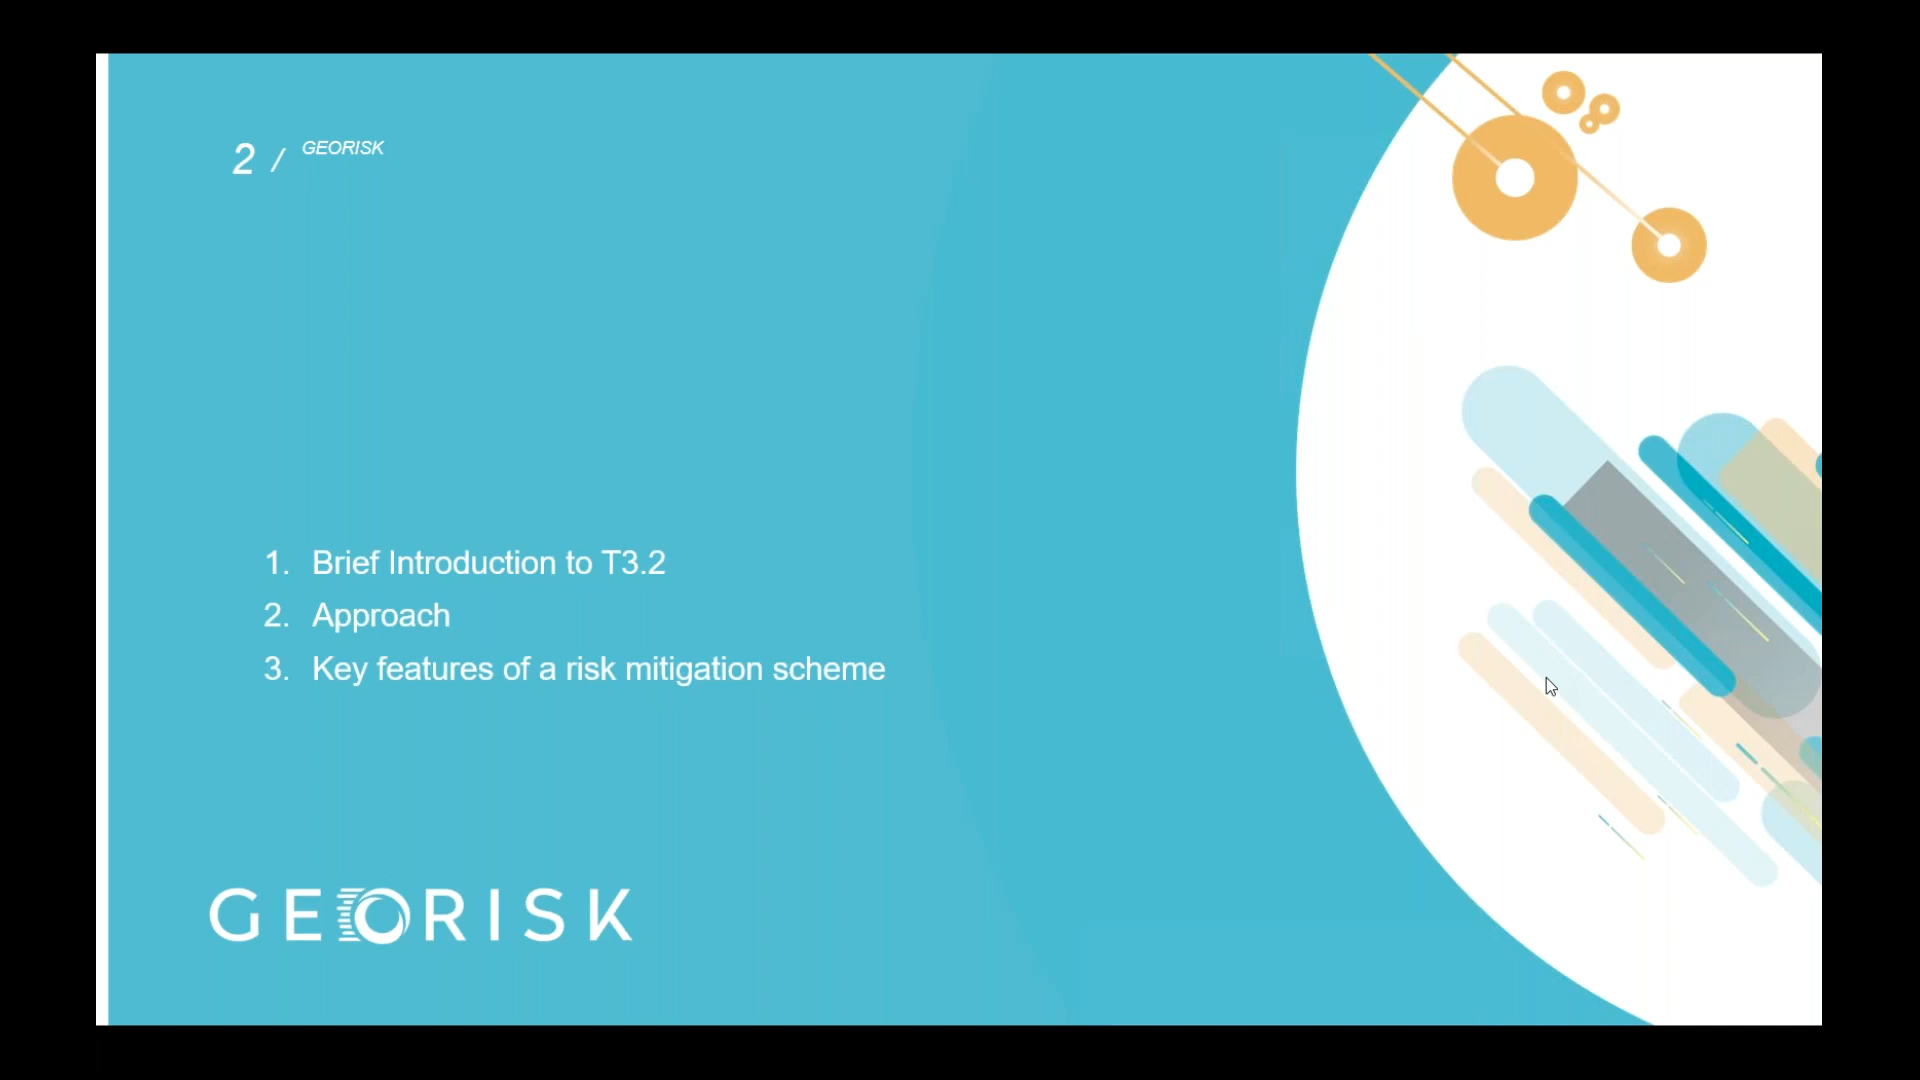 2 / GEORISK
1. Brief Introduction to T3.2
2. Approach
3. Key features of a risk mitigation scheme
GEORISK